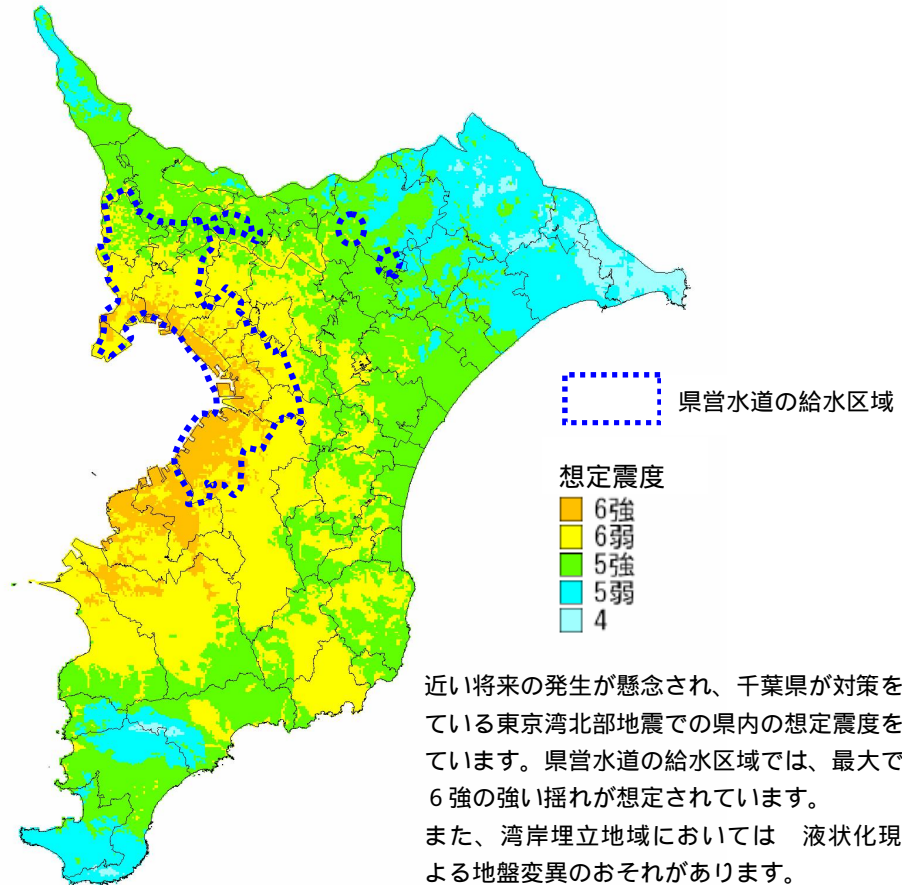 県営水道の給水区域
想定震度
6強
6弱
5強
5弱
4
近い将来の発生が懸念され、千葉県が対策を
ている東京湾北部地震での県内の想定震度を
ています。県営水道の給水区域では、最大で
６強の強い揺れが想定されています。
また、湾岸埋立地域においては　液状化現
よる地盤変異のおそれがあります。